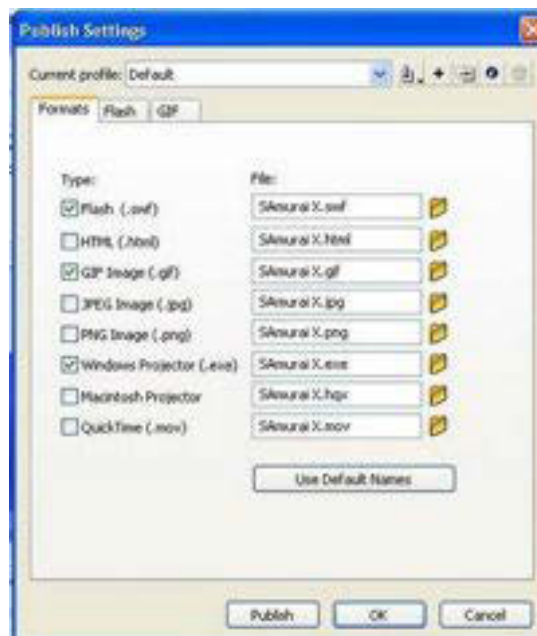 Publish Settings
Current profile: Default
Formats Flash GIF
Type: File:
Flash (.swf) SAmurai X.swf
HTML (.html) SAmurai X.html
GIF Image (.gif) SAmurai X.gif
JPEG Image (.jpg) SAmurai X.jpg
PNG Image (.png) SAmurai X.png
Windows Projector (.exe) SAmurai X.exe
Macintosh Projector SAmurai X.hqx
QuickTime (.mov) SAmurai X.mov
Use Default Names
Publish OK Cancel